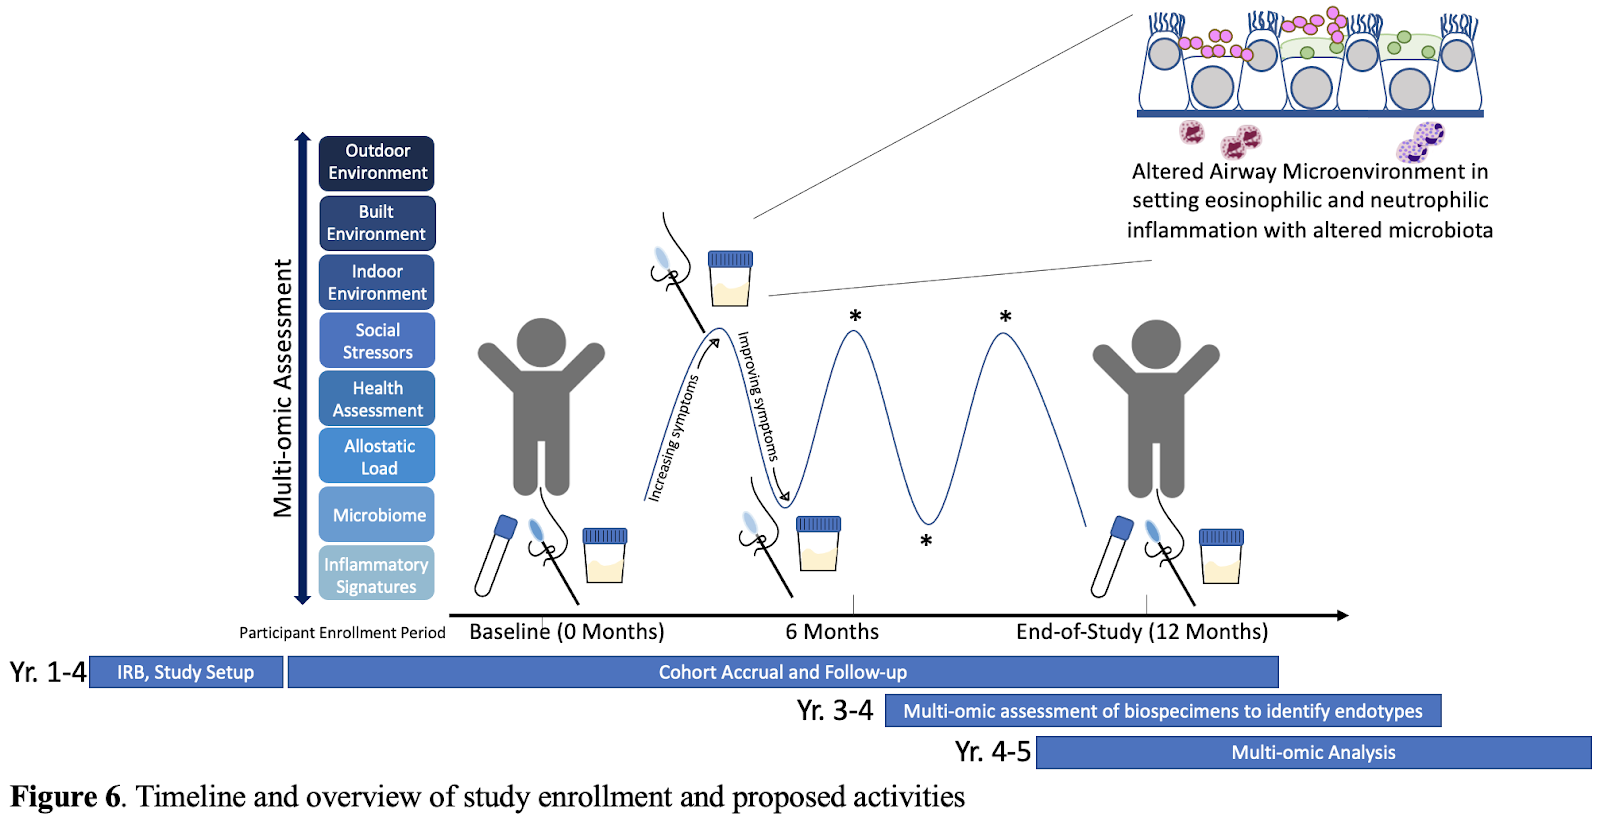 Altered Airway Microenvironment in
setting eosinophilic and neutrophilic
inflammation with altered microbiota
Multi-omic Assessment
Outdoor
Environment
Built
Environment
Indoor
Environment
Social
Stressors
Health
Assessment
Allostatic
Load
Microbiome
Inflammatory
Signatures
Increasing symptoms
Improving symptoms
*
*
*
Participant Enrollment Period
Baseline (0 Months)
6 Months
End-of-Study (12 Months)
Yr. 1-4
IRB, Study Setup
Cohort Accrual and Follow-up
Yr. 3-4
Multi-omic assessment of biospecimens to identify endotypes
Yr. 4-5
Multi-omic Analysis
Figure 6. Timeline and overview of study enrollment and proposed activities